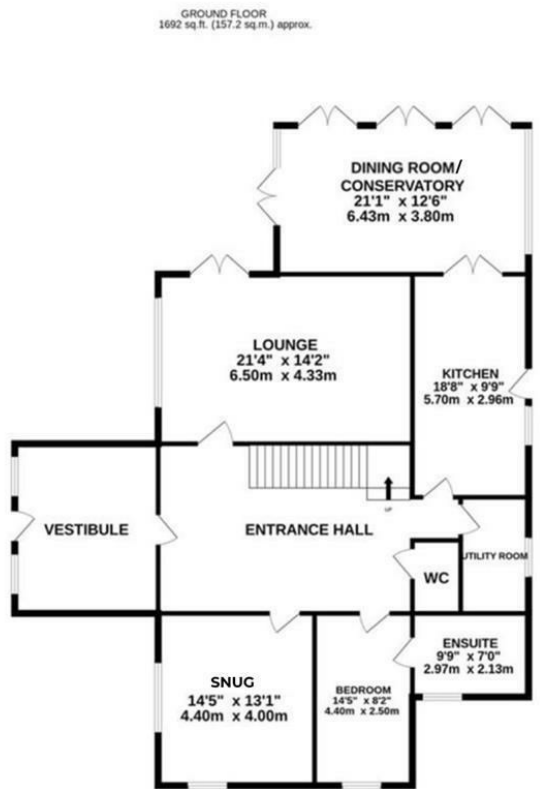 GROUND FLOOR
1692 sq.ft. (157.2 sq.m.) approx.
DINING ROOM/
CONSERVATORY
21'1" x 12'6"
6.43m x 3.80m
LOUNGE
21'4" x 14'2"
6.50m x 4.33m
KITCHEN
18'8" x 9'9"
5.70m x 2.96m
VESTIBULE
ENTRANCE HALL
UP
UTILITY ROOM
WC
SNUG
14'5" x 13'1"
4.40m x 4.00m
BEDROOM
14'5" x 8'2"
4.40m x 2.50m
ENSUITE
9'9" x 7'0"
2.97m x 2.13m